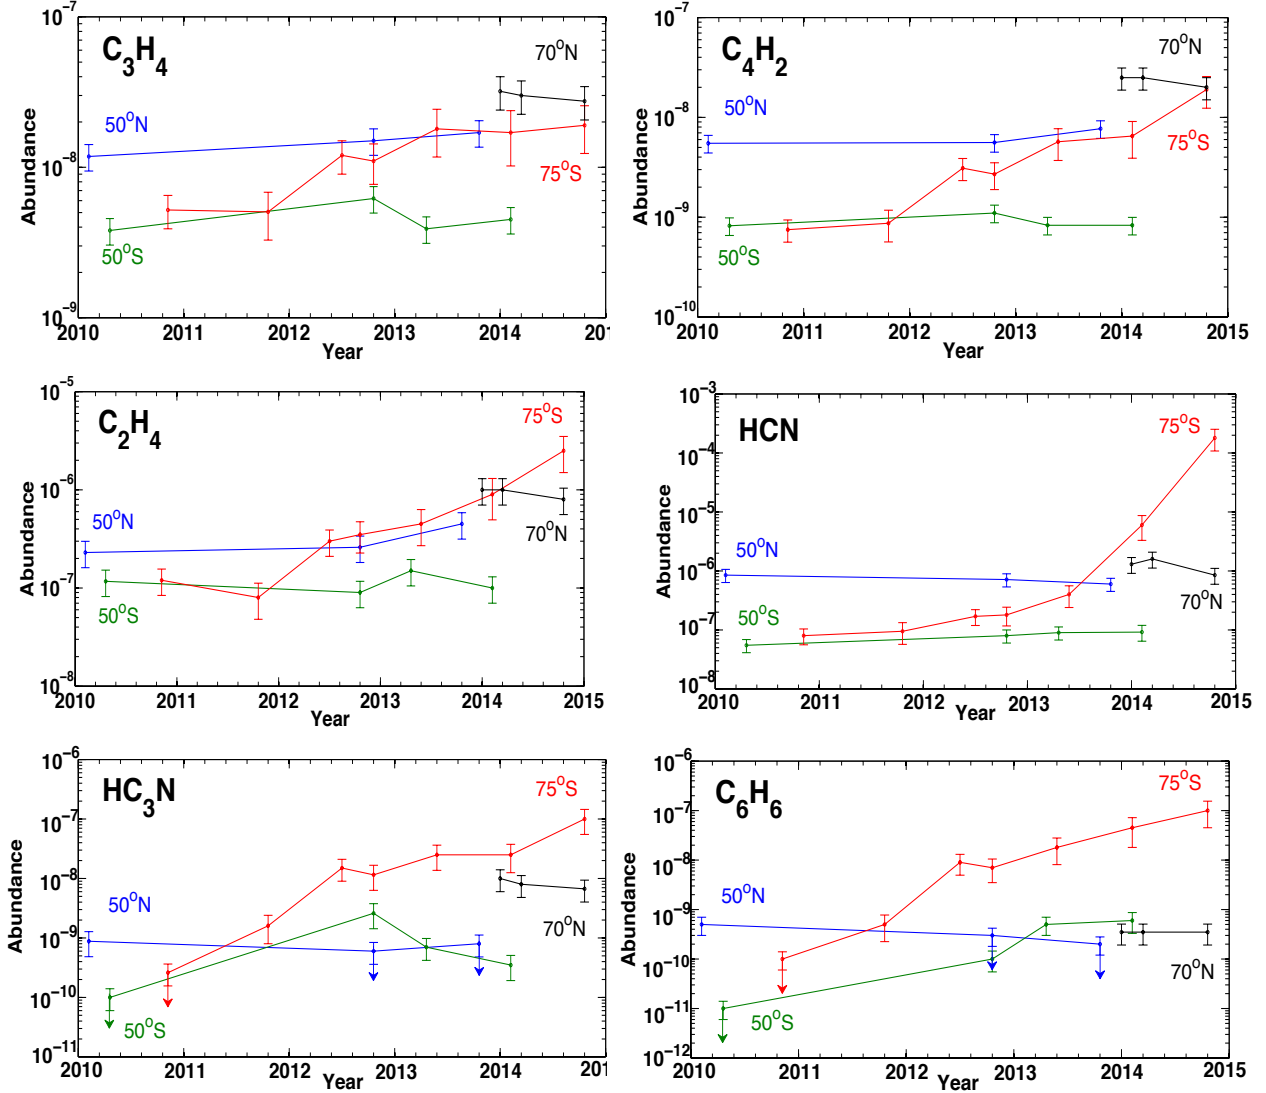 C₃H₄
10⁻⁷
10⁻⁸
10⁻⁹
Abundance
50°N
70°N
75°S
50°S
2010 2011 2012 2013 2014 201
Year
C₄H₂
10⁻⁷
10⁻⁸
10⁻⁹
10⁻¹⁰
Abundance
50°N
70°N
75°S
50°S
2010 2011 2012 2013 2014 2015
Year
C₂H₄
10⁻⁵
10⁻⁶
10⁻⁷
10⁻⁸
Abundance
75°S
50°N
70°N
50°S
2010 2011 2012 2013 2014 2015
Year
HCN
10⁻³
10⁻⁴
10⁻⁵
10⁻⁶
10⁻⁷
10⁻⁸
Abundance
75°S
50°N
70°N
50°S
2010 2011 2012 2013 2014 2015
Year
HC₃N
10⁻⁶
10⁻⁷
10⁻⁸
10⁻⁹
10⁻¹⁰
10⁻¹¹
Abundance
75°S
50°N
70°N
50°S
2010 2011 2012 2013 2014 201
Year
C₆H₆
10⁻⁶
10⁻⁷
10⁻⁸
10⁻⁹
10⁻¹⁰
10⁻¹¹
10⁻¹²
Abundance
75°S
50°N
70°N
50°S
2010 2011 2012 2013 2014 2015
Year